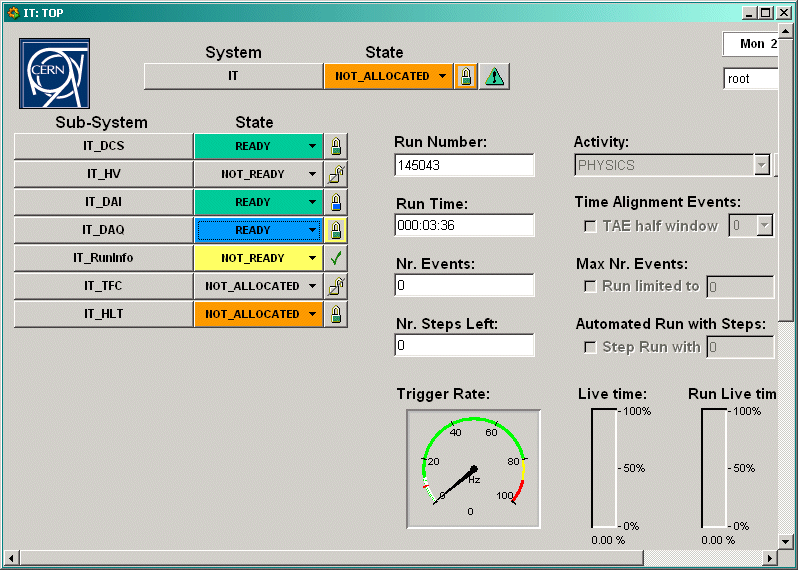 IT: TOP
System State
Mon 2
CERN
IT NOT_ALLOCATED
root
Sub-System State
IT_DCS READY
IT_HV NOT_READY
IT_DAI READY
IT_DAQ READY
IT_RunInfo NOT_READY
IT_TFC NOT_ALLOCATED
IT_HLT NOT_ALLOCATED
Run Number:
145043
Run Time:
000:03:36
Nr. Events:
0
Nr. Steps Left:
0
Activity:
PHYSICS
Time Alignment Events:
TAE half window 0
Max Nr. Events:
Run limited to 0
Automated Run with Steps:
Step Run with 0
Trigger Rate:
40 60
20 80
Hz
0 100
0
Live time:
100%
50%
0%
0.00 %
Run Live tim
100%
50%
0%
0.00 %